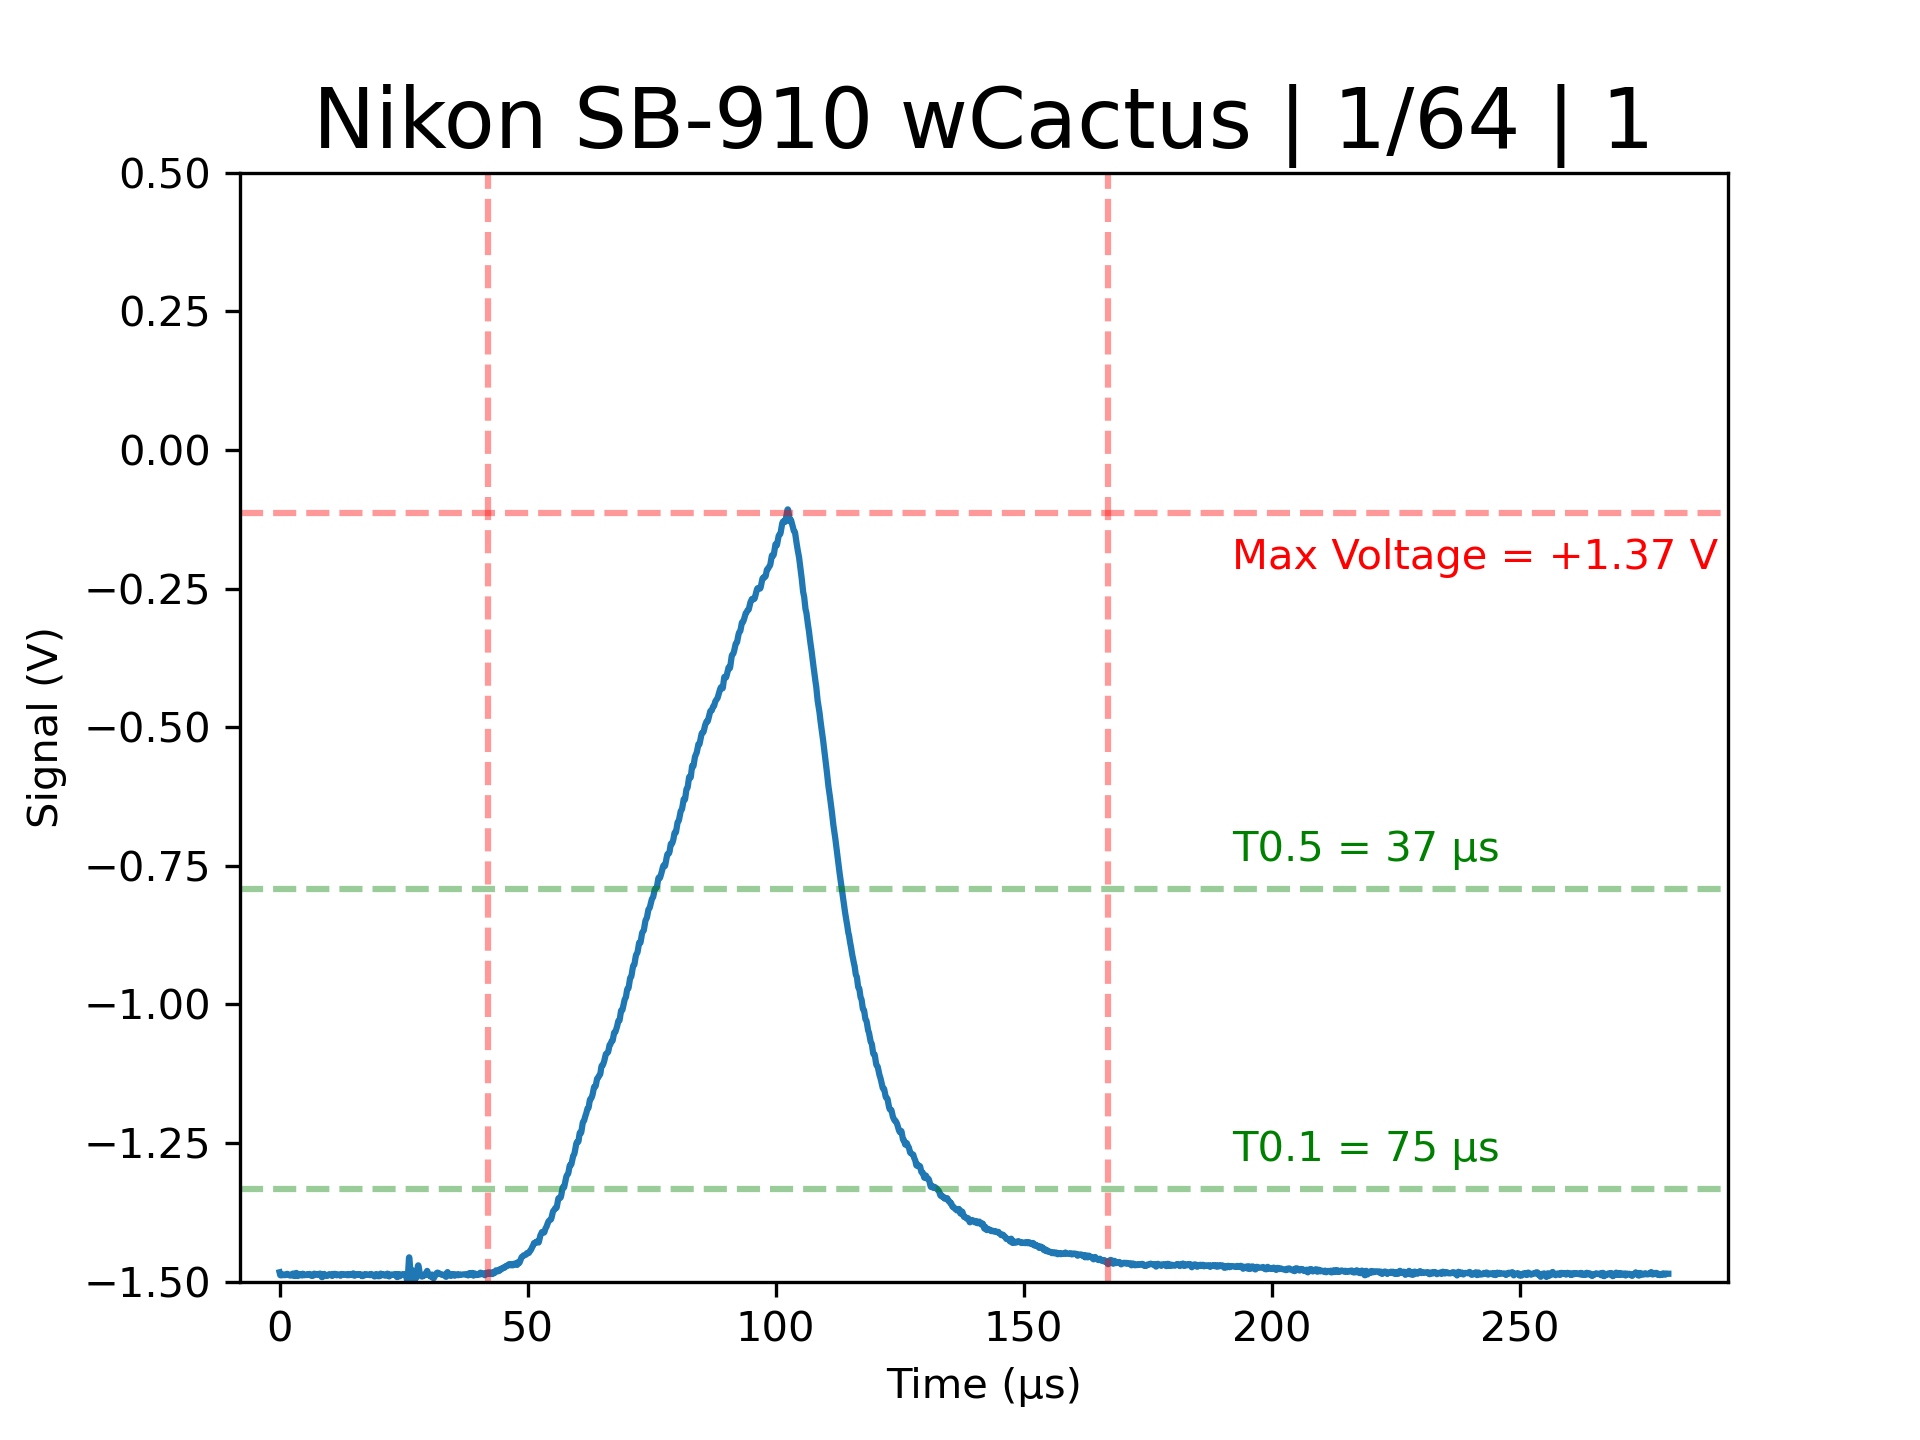 Nikon SB-910 wCactus | 1/64 | 1
0.50
0.25
0.00
−0.25
−0.50
−0.75
−1.00
−1.25
−1.50
Signal (V)
Max Voltage = +1.37 V
T0.5 = 37 µs
T0.1 = 75 µs
0 50 100 150 200 250
Time (µs)